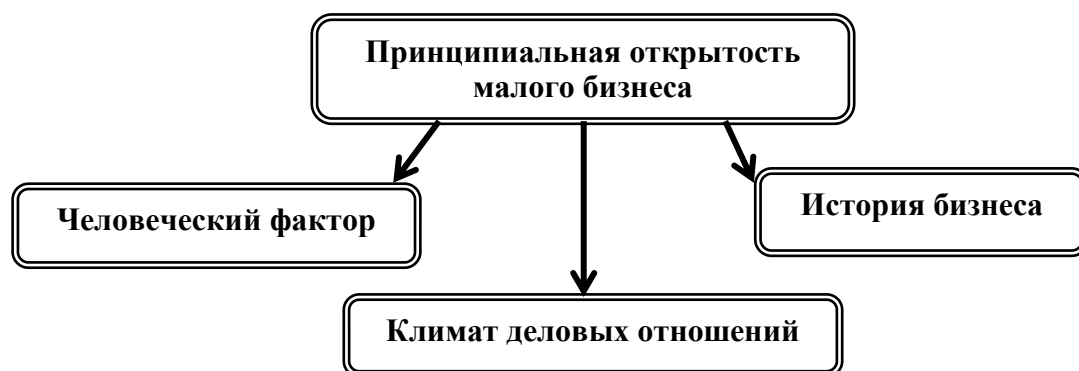 Принципиальная открытость
малого бизнеса
Человеческий фактор
История бизнеса
Климат деловых отношений